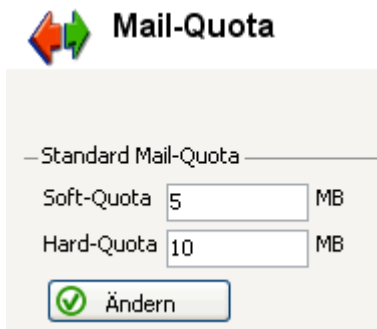 Mail-Quota
Standard Mail-Quota
Soft-Quota 5 MB
Hard-Quota 10 MB
Ändern